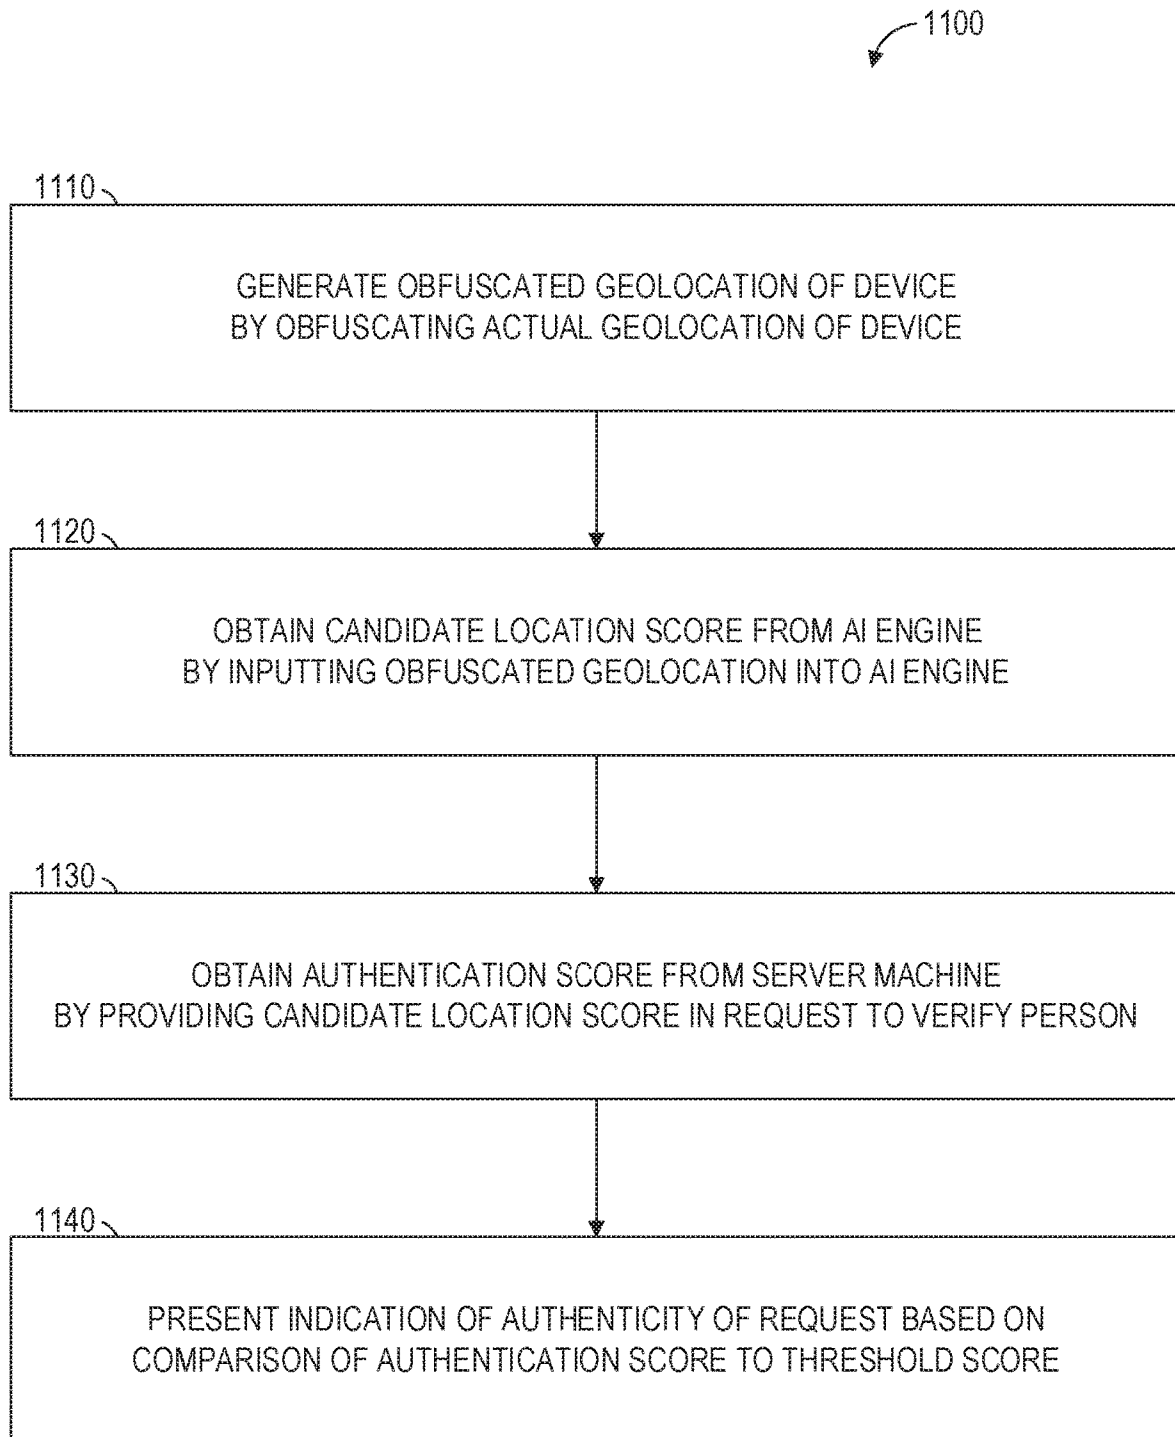 1100
1110
GENERATE OBFUSCATED GEOLOCATION OF DEVICE
BY OBFUSCATING ACTUAL GEOLOCATION OF DEVICE
1120
OBTAIN CANDIDATE LOCATION SCORE FROM AI ENGINE
BY INPUTTING OBFUSCATED GEOLOCATION INTO AI ENGINE
1130
OBTAIN AUTHENTICATION SCORE FROM SERVER MACHINE
BY PROVIDING CANDIDATE LOCATION SCORE IN REQUEST TO VERIFY PERSON
1140
PRESENT INDICATION OF AUTHENTICITY OF REQUEST BASED ON
COMPARISON OF AUTHENTICATION SCORE TO THRESHOLD SCORE